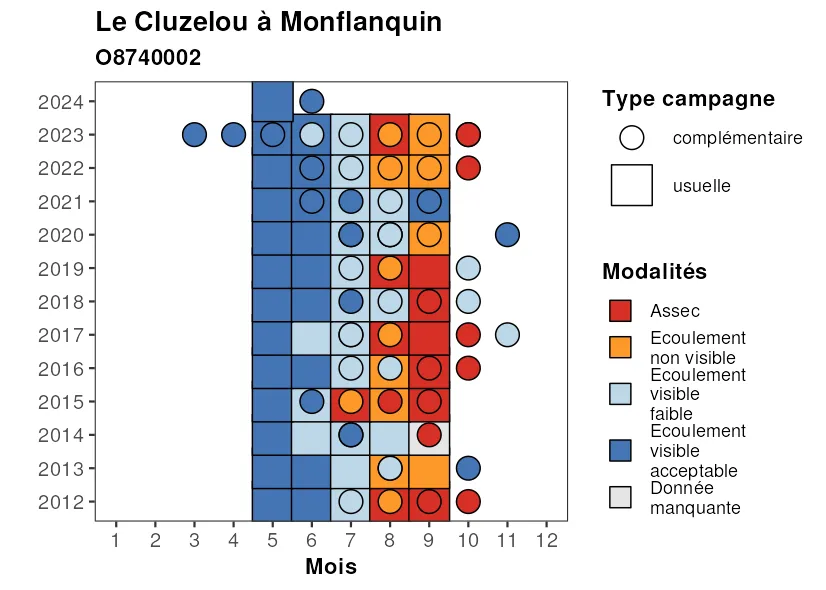 Le Cluzelou à Monflanquin
O8740002
2024
2023
2022
2021
2020
2019
2018
2017
2016
2015
2014
2013
2012
1 2 3 4 5 6 7 8 9 10 11 12
Mois
Type campagne
complémentaire
usuelle
Modalités
Assec
Ecoulement
non visible
Ecoulement
visible
faible
Ecoulement
visible
acceptable
Donnée
manquante